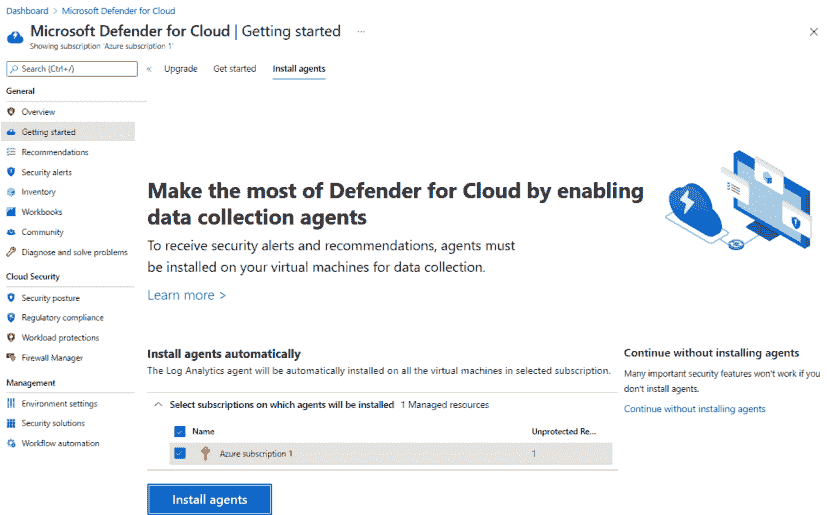 Dashboard > Microsoft Defender for Cloud
Microsoft Defender for Cloud | Getting started ...
Showing subscription 'Azure subscription 1'
Search (Ctrl+/) « Upgrade Get started Install agents
General
Overview
Getting started
Recommendations
Security alerts
Inventory
Workbooks
Community
Diagnose and solve problems
Cloud Security
Security posture
Regulatory compliance
Workload protections
Firewall Manager
Management
Environment settings
Security solutions
Workflow automation
Make the most of Defender for Cloud by enabling
data collection agents
To receive security alerts and recommendations, agents must
be installed on your virtual machines for data collection.
Learn more >
Install agents automatically
The Log Analytics agent will be automatically installed on all the virtual machines in selected subscription.
Select subscriptions on which agents will be installed 1 Managed resources
Name Unprotected Re...
Azure subscription 1 1
Install agents
Continue without installing agents
Many important security features won't work if you
don't install agents.
Continue without installing agents